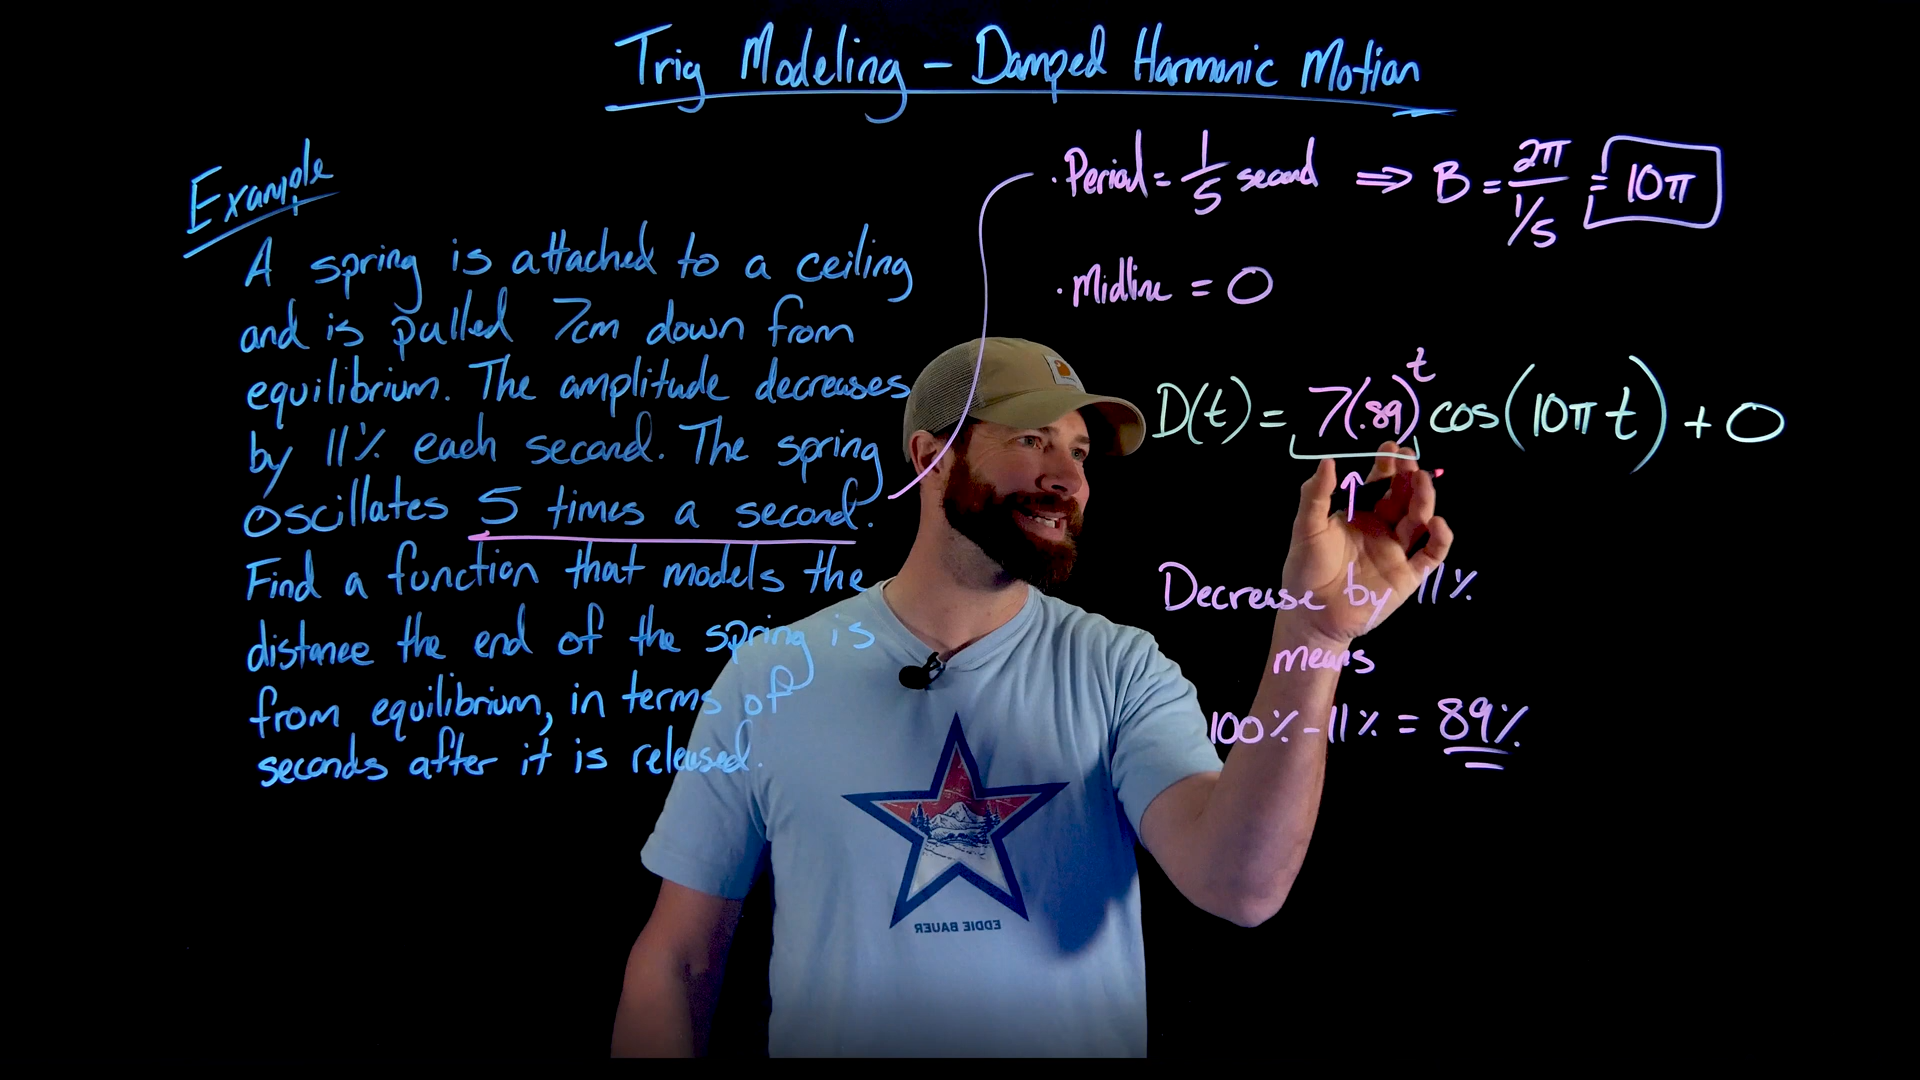 Trig Modeling - Damped Harmonic Motion
Example
A spring is attached to a ceiling
and is pulled 7cm down from
equilibrium. The amplitude decreases
by 11% each second. The spring
oscillates 5 times a second.
Find a function that models the
distance the end of the spring is
from equilibrium, in terms of
seconds after it is released.
· Period = 1/5 second ⇒ B = 2π / 1/5 = 10π
· Midline = 0
D(t) = 7(.89)^t cos(10π t) + 0
↑
Decrease by 11%
means
100% - 11% = 89%
EDDIE BAUER